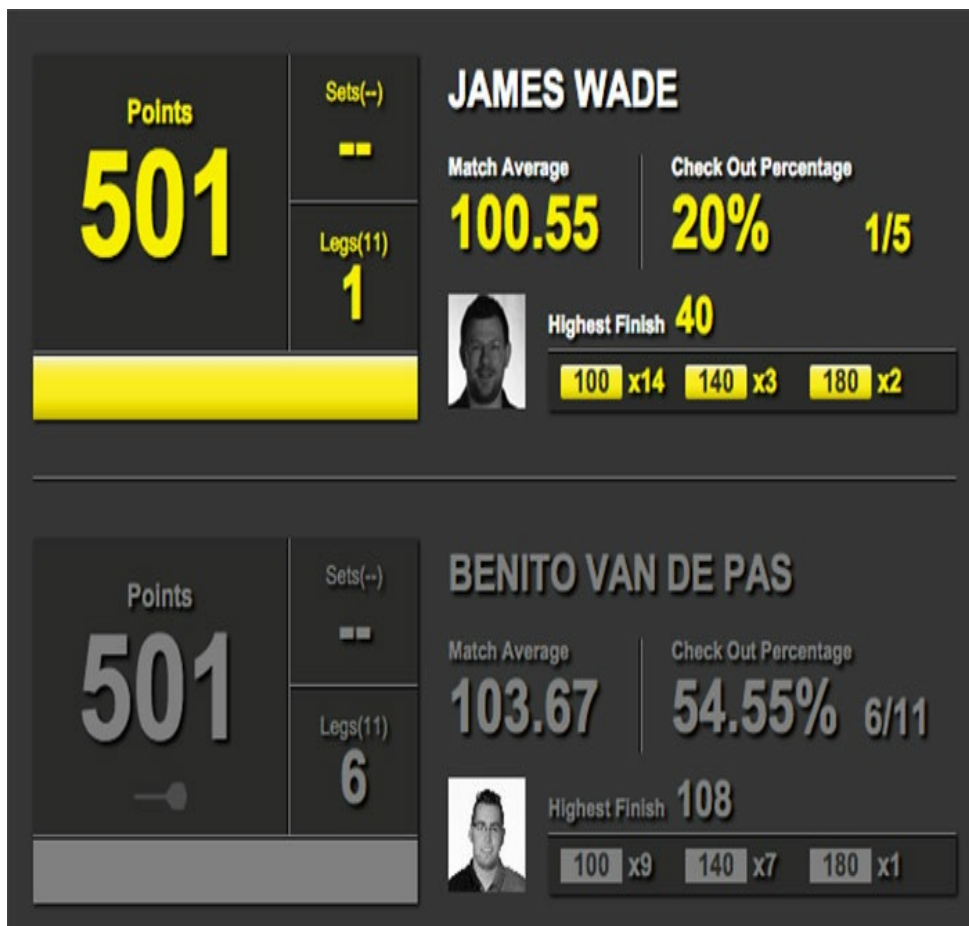 Points
501
Sets(--)
--
Legs(11)
1
JAMES WADE
Match Average
100.55
Check Out Percentage
20% 1/5
Highest Finish 40
100 x14 140 x3 180 x2
Points
501
Sets(--)
--
Legs(11)
6
BENITO VAN DE PAS
Match Average
103.67
Check Out Percentage
54.55% 6/11
Highest Finish 108
100 x9 140 x7 180 x1